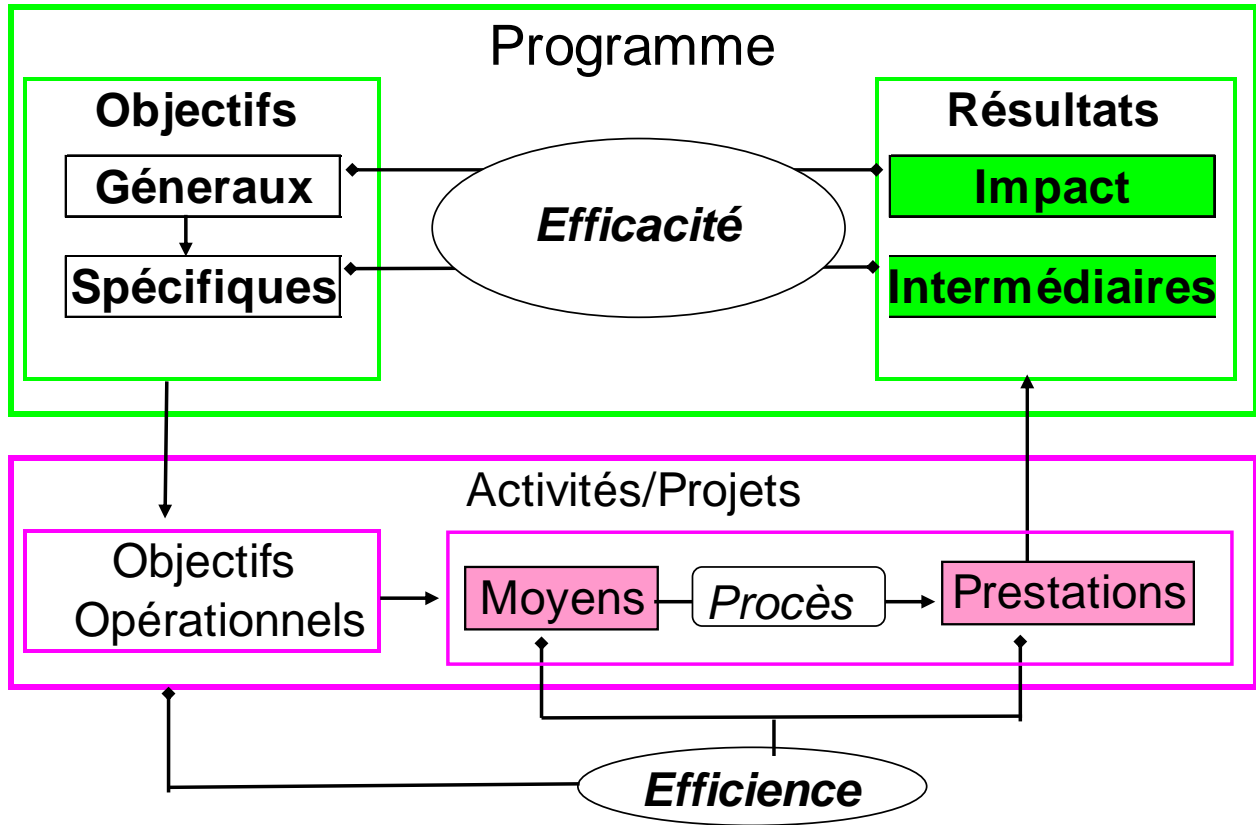 Programme
Objectifs
Géneraux
Spécifiques
Efficacité
Résultats
Impact
Intermédiaires
Activités/Projets
Objectifs
Opérationnels
Moyens
Procès
Prestations
Efficience